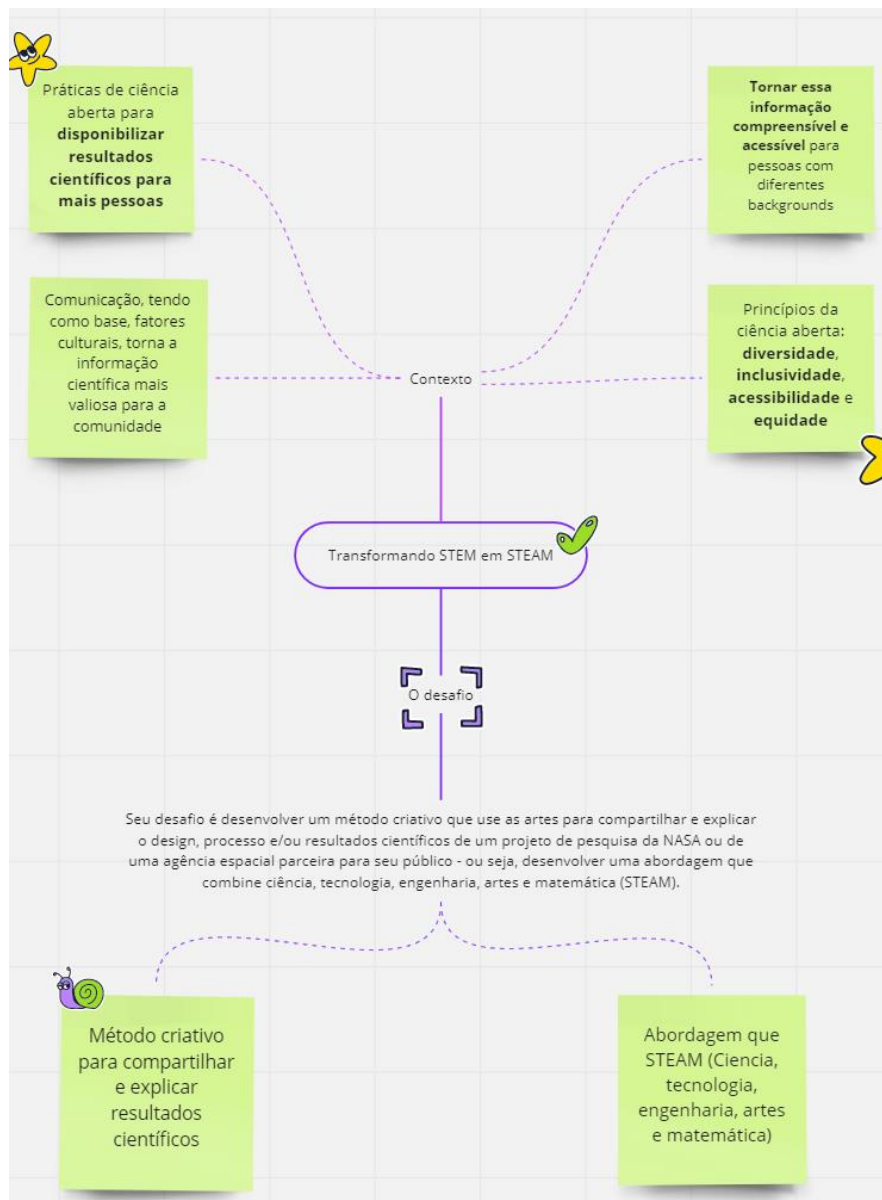 Práticas de ciência
aberta para
disponibilizar
resultados
científicos para
mais pessoas
Tornar essa
informação
compreensível e
acessível para
pessoas com
diferentes
backgrounds
Comunicação, tendo
como base, fatores
culturais, torna a
informação
científica mais
valiosa para a
comunidade
Contexto
Princípios da
ciência aberta:
diversidade,
inclusividade,
acessibilidade e
equidade
Transformando STEM em STEAM
O desafio
Seu desafio é desenvolver um método criativo que use as artes para compartilhar e explicar
o design, processo e/ou resultados científicos de um projeto de pesquisa da NASA ou de
uma agência espacial parceira para seu público - ou seja, desenvolver uma abordagem que
combine ciência, tecnologia, engenharia, artes e matemática (STEAM).
Método criativo
para compartilhar
e explicar
resultados
científicos
Abordagem que
STEAM (Ciencia,
tecnologia,
engenharia, artes
e matemática)